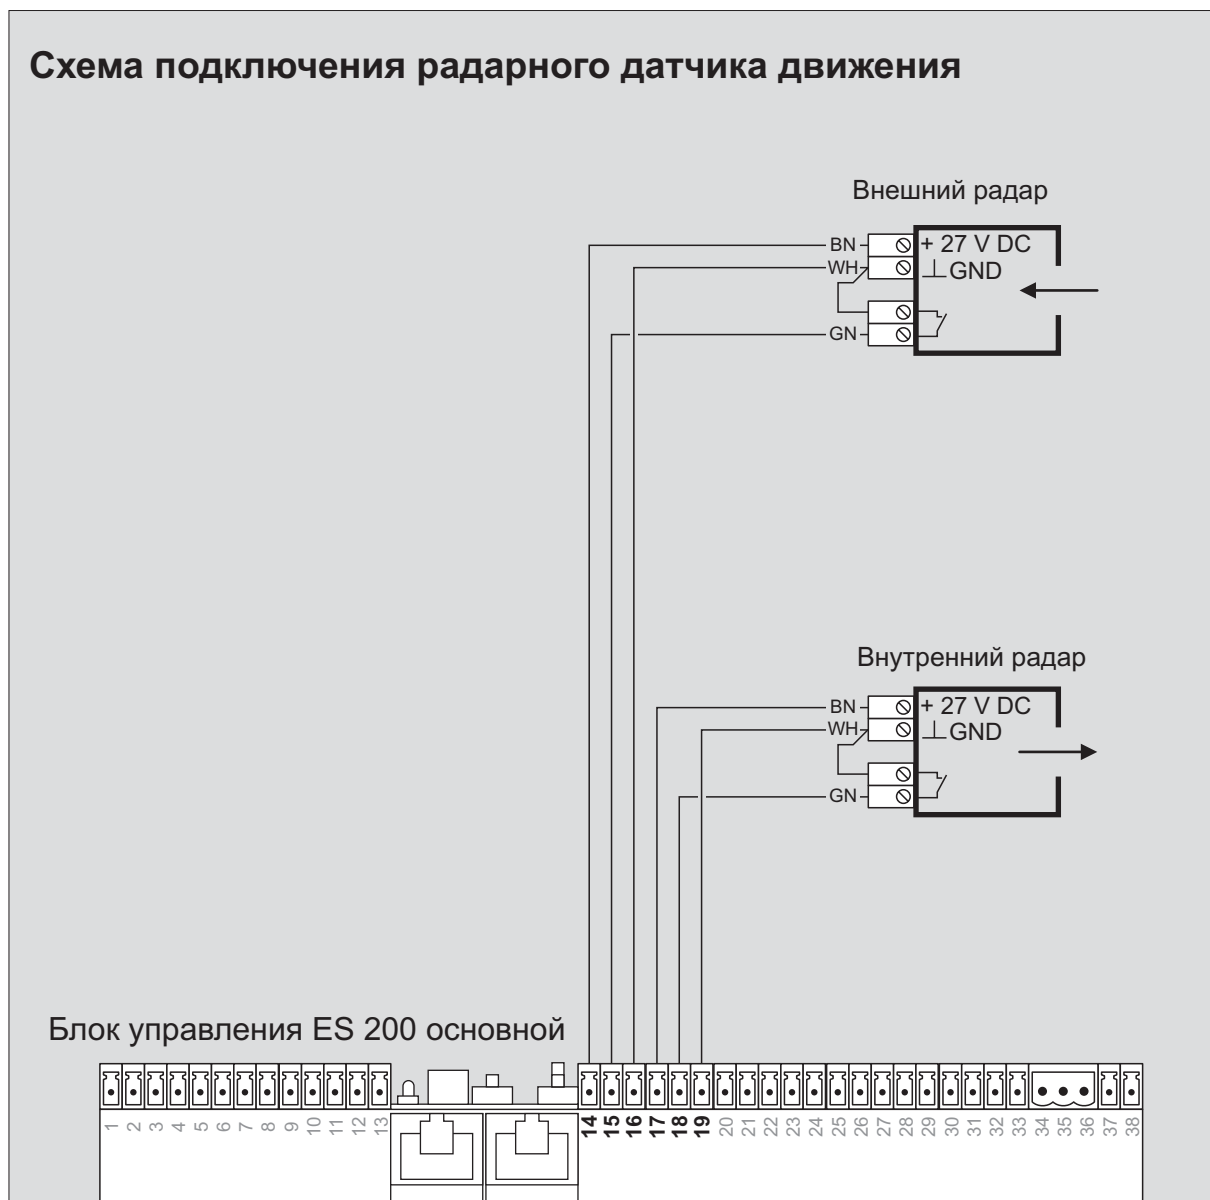 Схема подключения радарного датчика движения
Внешний радар
BN
+ 27 V DC
WH
GND
GN
Внутренний радар
BN
+ 27 V DC
WH
GND
GN
Блок управления ES 200 основной
1 2 3 4 5 6 7 8 9 10 11 12 13 14 15 16 17 18 19 20 21 22 23 24 25 26 27 28 29 30 31 32 33 34 35 36 37 38